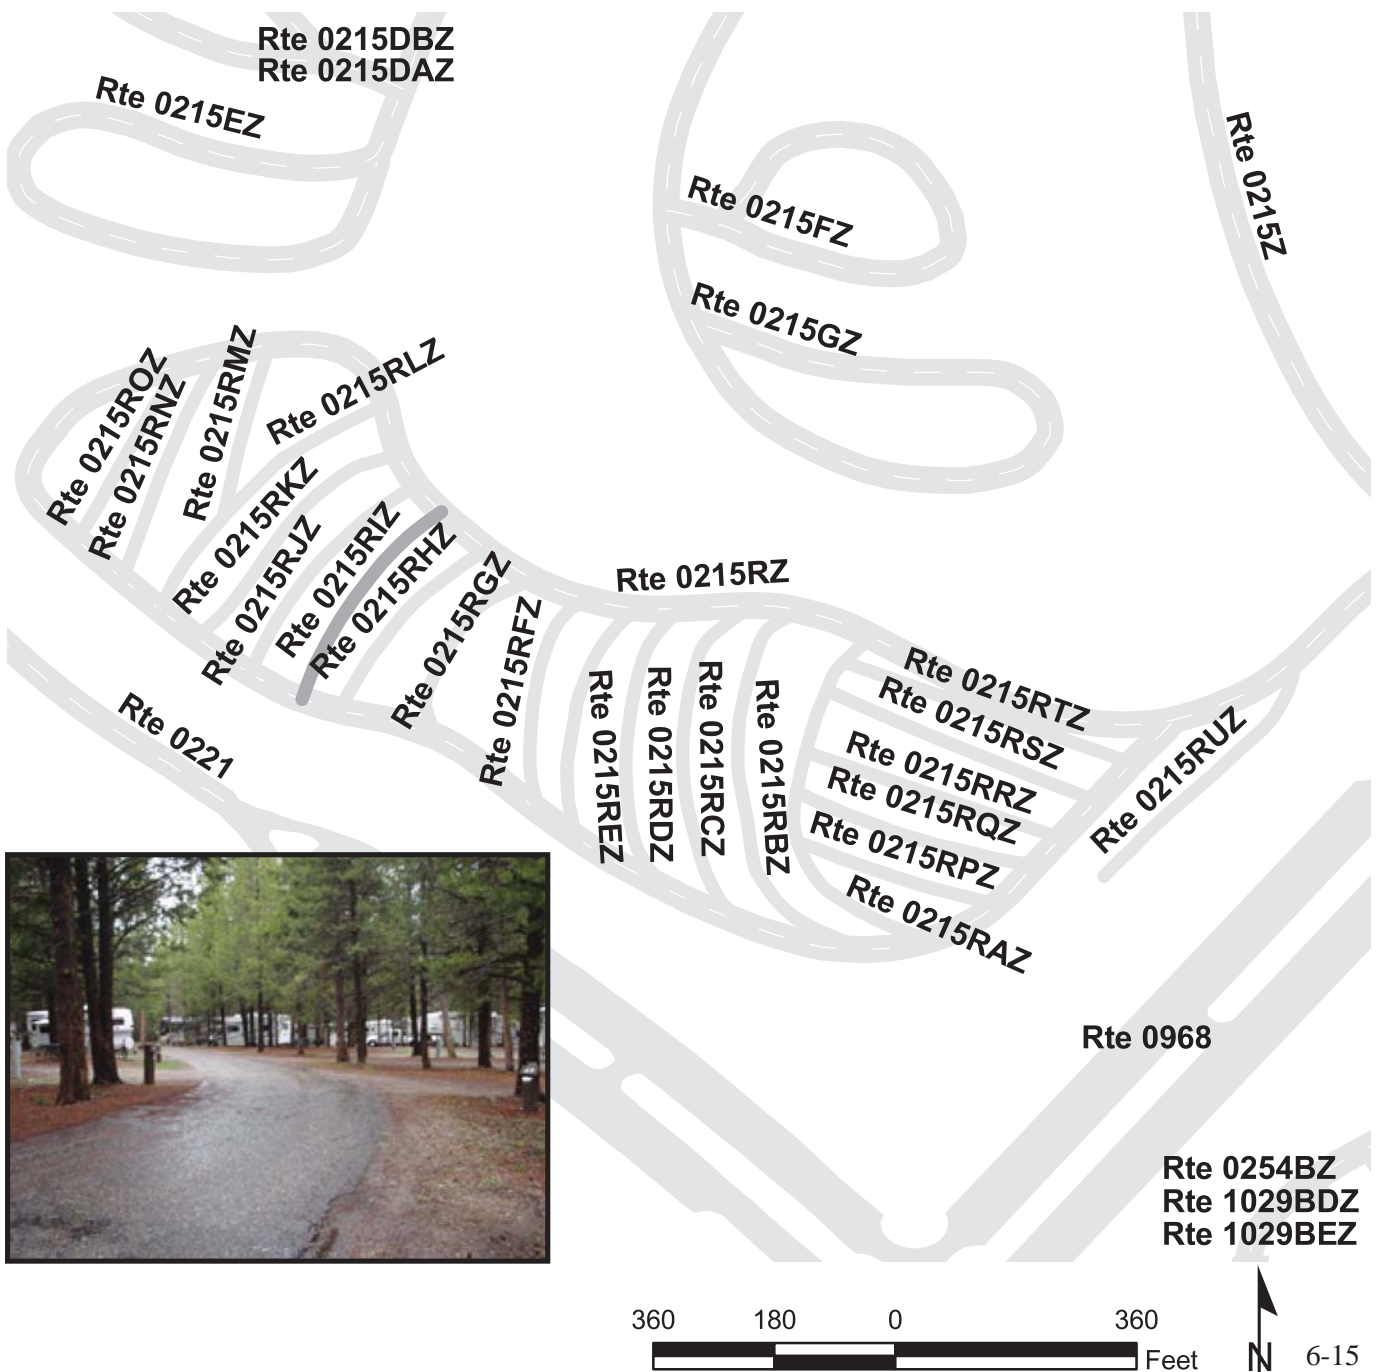 Rte 0215DBZ
Rte 0215DAZ
Rte 0215EZ
Rte 0215Z
Rte 0215FZ
Rte 0215GZ
Rte 0215ROZ
Rte 0215RNZ
Rte 0215RMZ
Rte 0215RLZ
Rte 0215RKZ
Rte 0215RJZ
Rte 0215RIZ
Rte 0215RHZ
Rte 0215RGZ
Rte 0215RFZ
Rte 0215RZ
Rte 0215REZ
Rte 0215RDZ
Rte 0215RCZ
Rte 0215RBZ
Rte 0215RTZ
Rte 0215RSZ
Rte 0215RRZ
Rte 0215RQZ
Rte 0215RPZ
Rte 0215RAZ
Rte 0215RUZ
Rte 0221
Rte 0968
Rte 0254BZ
Rte 1029BDZ
Rte 1029BEZ
360 180 0 360
Feet
N
6-15